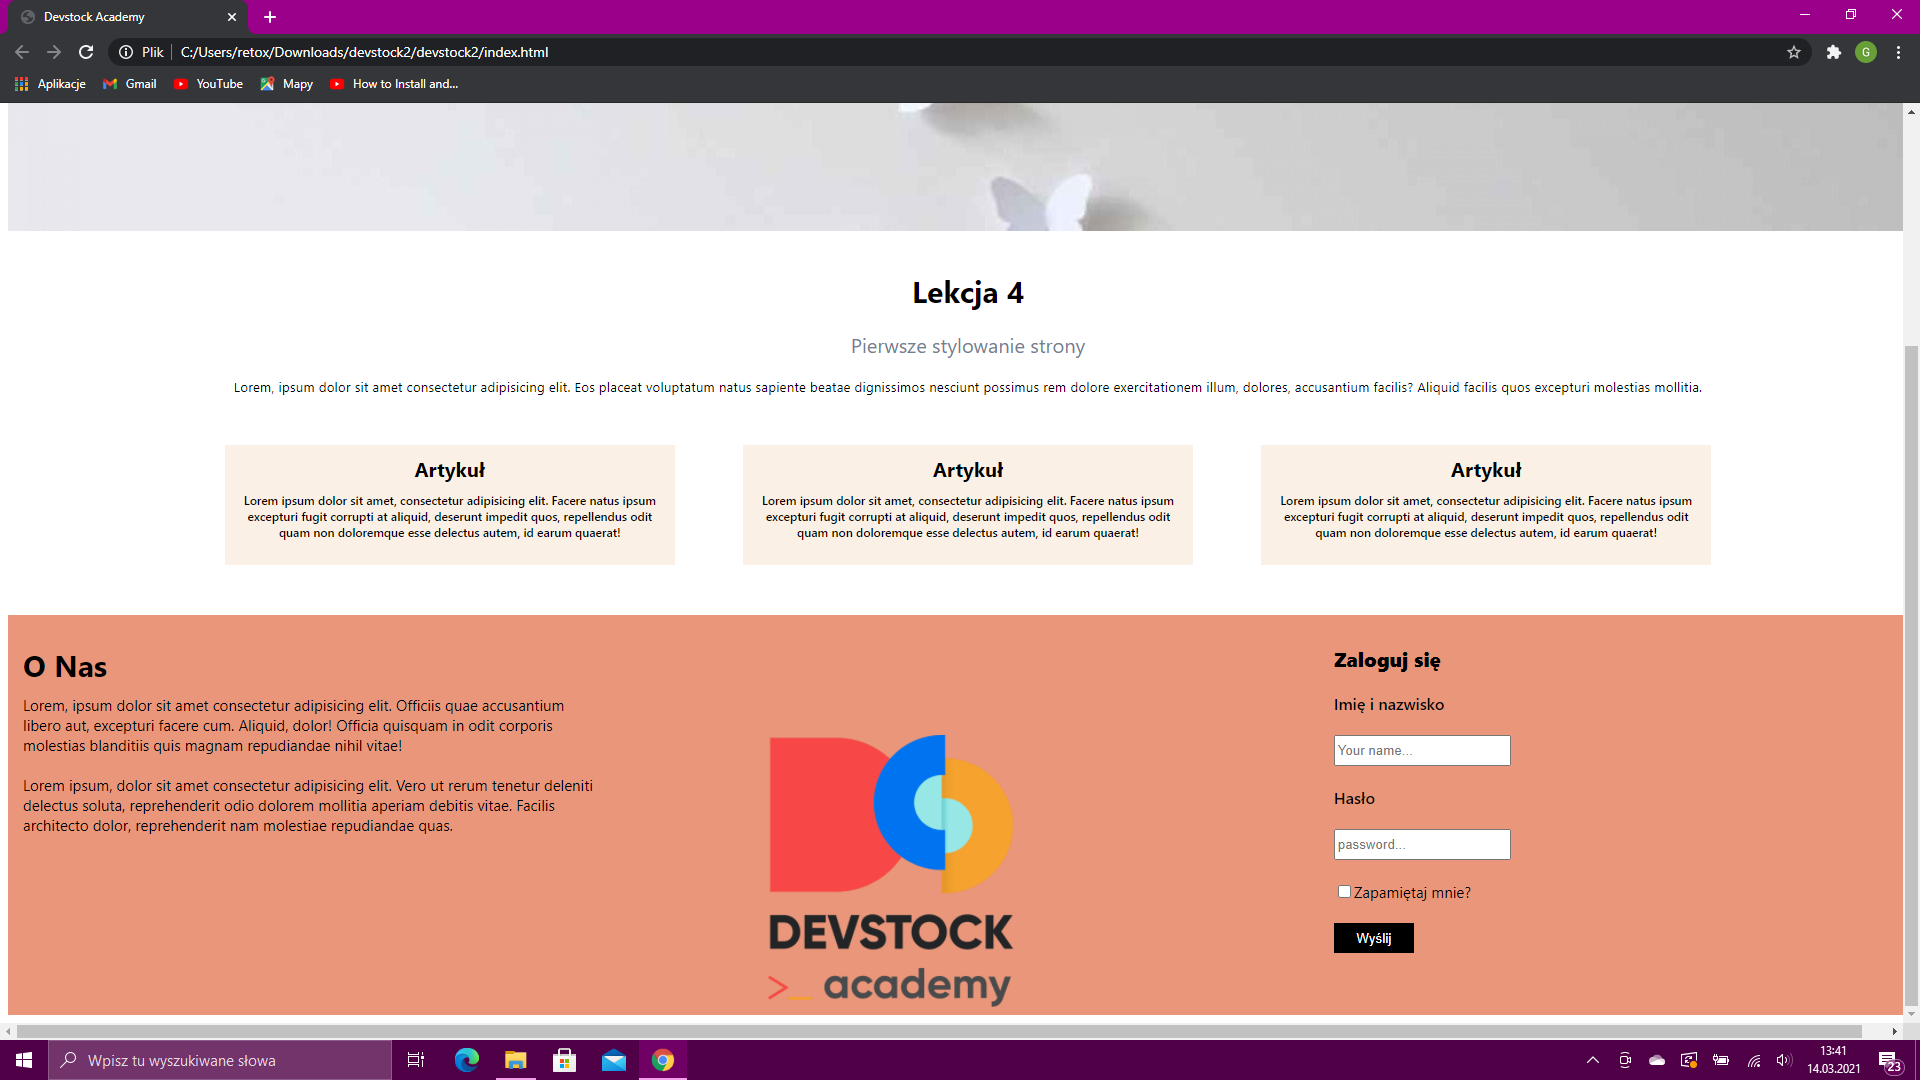 Devstock Academy
Plik
C:/Users/retox/Downloads/devstock2/devstock2/index.html
G
Aplikacje
Gmail
YouTube
Mapy
How to Install and...
Lekcja 4
Pierwsze stylowanie strony
Lorem, ipsum dolor sit amet consectetur adipisicing elit. Eos placeat voluptatum natus sapiente beatae dignissimos nesciunt possimus rem dolore exercitationem illum, dolores, accusantium facilis? Aliquid facilis quos excepturi molestias mollitia.
Artykuł
Lorem ipsum dolor sit amet, consectetur adipisicing elit. Facere natus ipsum
excepturi fugit corrupti at aliquid, deserunt impedit quos, repellendus odit
quam non doloremque esse delectus autem, id earum quaerat!
Artykuł
Lorem ipsum dolor sit amet, consectetur adipisicing elit. Facere natus ipsum
excepturi fugit corrupti at aliquid, deserunt impedit quos, repellendus odit
quam non doloremque esse delectus autem, id earum quaerat!
Artykuł
Lorem ipsum dolor sit amet, consectetur adipisicing elit. Facere natus ipsum
excepturi fugit corrupti at aliquid, deserunt impedit quos, repellendus odit
quam non doloremque esse delectus autem, id earum quaerat!
O Nas
Lorem, ipsum dolor sit amet consectetur adipisicing elit. Officiis quae accusantium
libero aut, excepturi facere cum. Aliquid, dolor! Officia quisquam in odit corporis
molestias blanditiis quis magnam repudiandae nihil vitae!
Lorem ipsum, dolor sit amet consectetur adipisicing elit. Vero ut rerum tenetur deleniti
delectus soluta, reprehenderit odio dolorem mollitia aperiam debitis vitae. Facilis
architecto dolor, reprehenderit nam molestiae repudiandae quas.
DEVSTOCK
>_ academy
Zaloguj się
Imię i nazwisko
Your name...
Hasło
password...
Zapamiętaj mnie?
Wyślij
Wpisz tu wyszukiwane słowa
13:41
14.03.2021
23